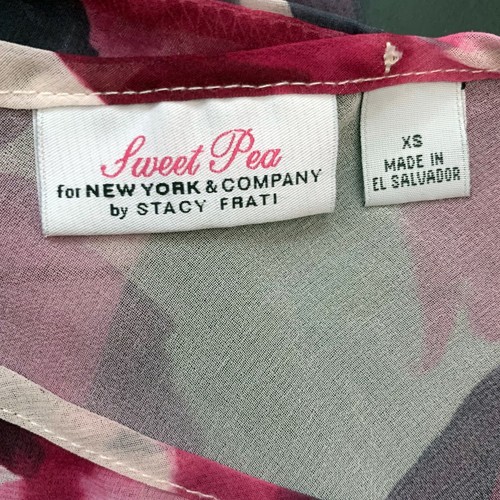 Sweet Pea
for NEW YORK & COMPANY
by STACY FRATI
XS
MADE IN
EL SALVADOR